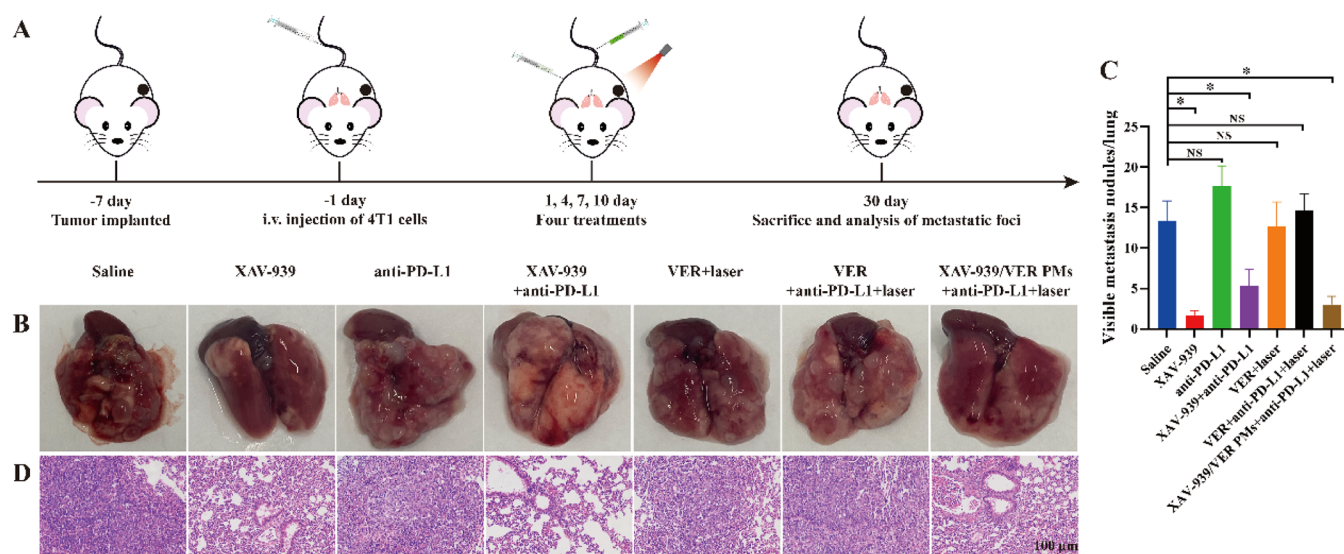 A
-7 day
Tumor implanted
-1 day
i.v. injection of 4T1 cells
1, 4, 7, 10 day
Four treatments
30 day
Sacrifice and analysis of metastatic foci
B
Saline
XAV-939
anti-PD-L1
XAV-939
+anti-PD-L1
VER+laser
VER
+anti-PD-L1+laser
XAV-939/VER PMs
+anti-PD-L1+laser
D
100 μm
C
Visible metastasis nodules/lung
25
20
15
10
5
0
*
*
*
NS
NS
NS
Saline
XAV-939
anti-PD-L1
XAV-939+anti-PD-L1
VER+laser
VER+anti-PD-L1+laser
XAV-939/VER PMs+anti-PD-L1+laser